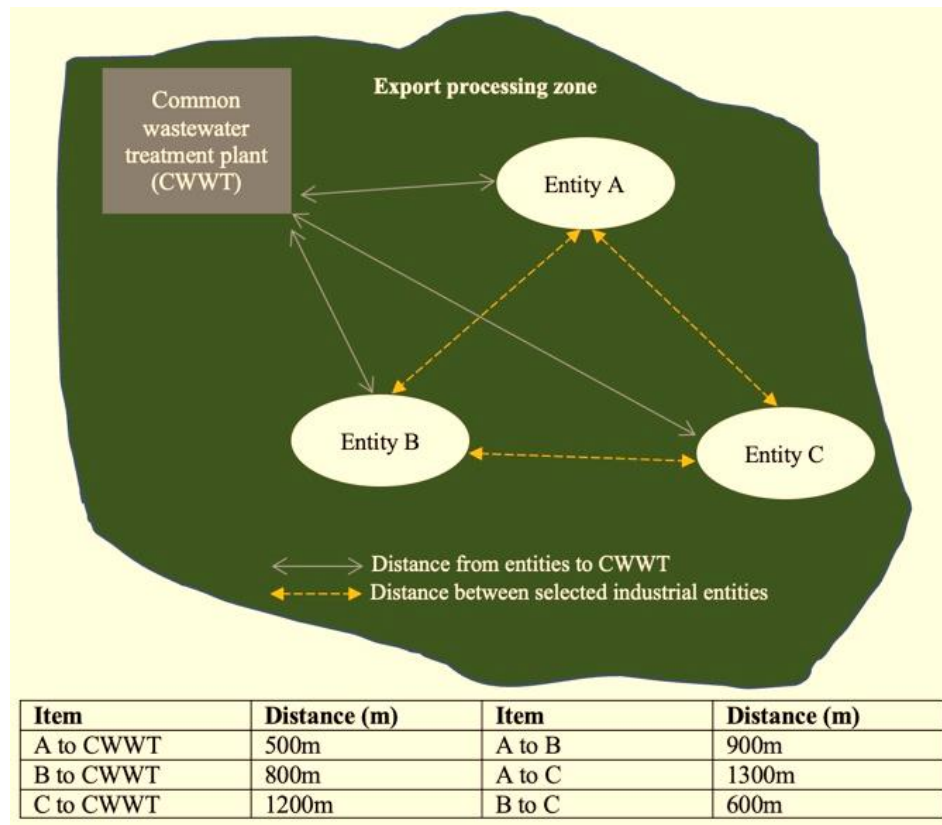 Export processing zone
Common
wastewater
treatment plant
(CWWT)
Entity A
Entity B
Entity C
Distance from entities to CWWT
Distance between selected industrial entities
Item Distance (m) Item Distance (m)
A to CWWT 500m A to B 900m
B to CWWT 800m A to C 1300m
C to CWWT 1200m B to C 600m